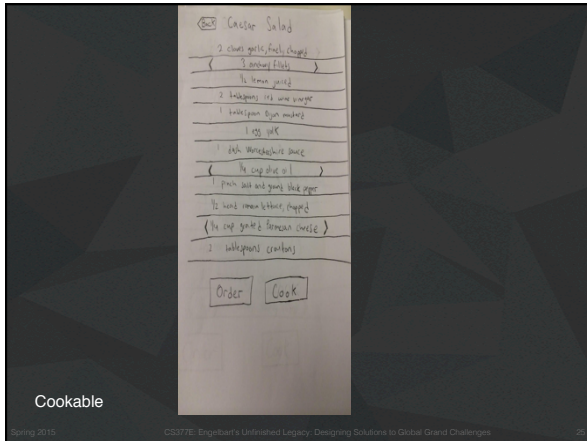 Back Caesar Salad
2 cloves garlic, finely chopped
3 anchovy fillets
1/2 lemon juiced
2 tablespoons red wine vinegar
1 tablespoon Dijon mustard
1 egg yolk
1 dash Worcestershire sauce
1/4 cup olive oil
1 pinch salt and ground black pepper
1/2 head romain lettuce, chopped
1/4 cup grated Parmesan cheese
2 tablespoons croutons
Order Cook
Cookable
Spring 2015 CS377E: Engelbart's Unfinished Legacy: Designing Solutions to Global Grand Challenges 25